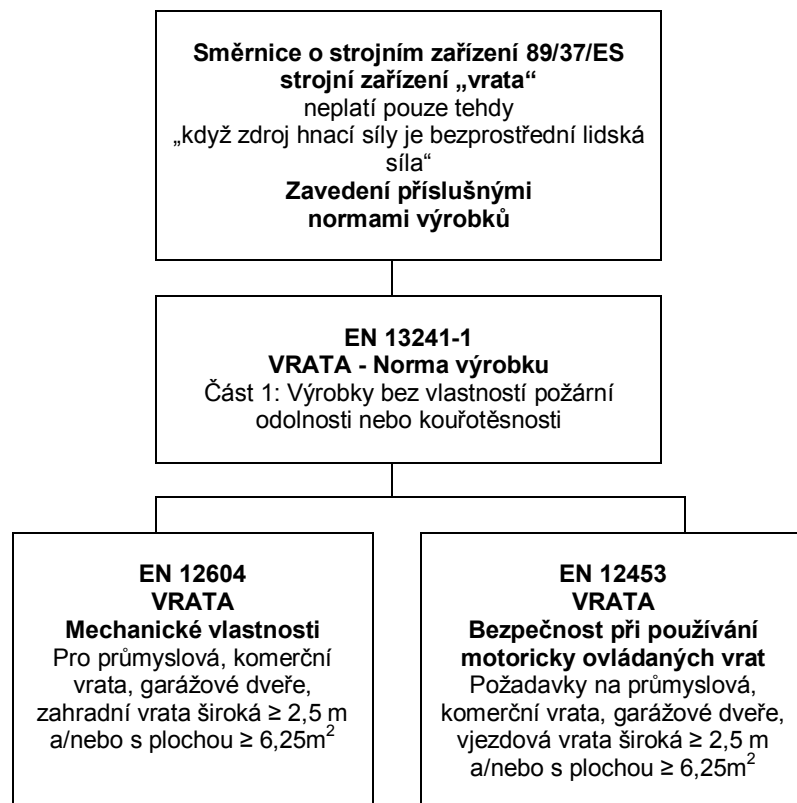 Směrnice o strojním zařízení 89/37/ES
strojní zařízení „vrata“
neplatí pouze tehdy
„když zdroj hnací síly je bezprostřední lidská
síla“
Zavedení příslušnými
normami výrobků
EN 13241-1
VRATA - Norma výrobku
Část 1: Výrobky bez vlastností požární
odolnosti nebo kouřotěsnosti
EN 12604
VRATA
Mechanické vlastnosti
Pro průmyslová, komerční
vrata, garážové dveře,
zahradní vrata široká ≥ 2,5 m
a/nebo s plochou ≥ 6,25m²
EN 12453
VRATA
Bezpečnost při používání
motoricky ovládaných vrat
Požadavky na průmyslová,
komerční vrata, garážové dveře,
vjezdová vrata široká ≥ 2,5 m
a/nebo s plochou ≥ 6,25m²